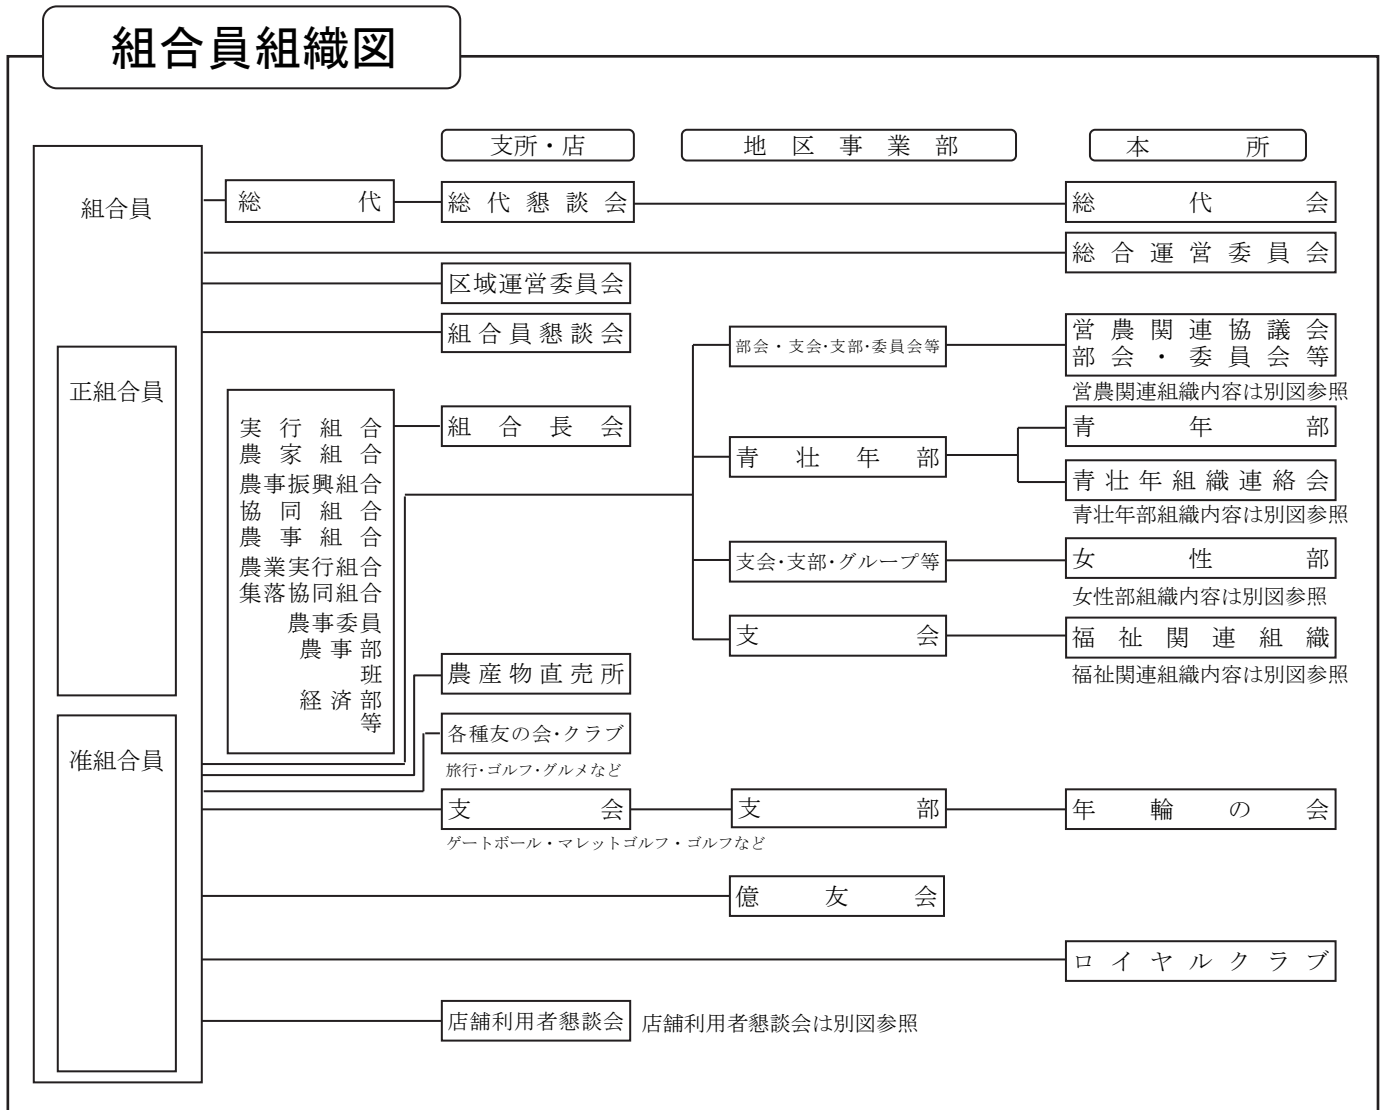 組合員組織図
支所・店
地区事業部
本所
組合員
総代
総代懇談会
総代会
総合運営委員会
区域運営委員会
組合員懇談会
部会・支会・支部・委員会等
営農関連協議会
部会・委員会等
営農関連組織内容は別図参照
正組合員
実行組合
農家組合
農事振興組合
協同組合
農事組合
農業実行組合
集落協同組合
農事委員
農事部
班
経済部
等
組合長会
青壮年部
青年部
青壮年組織連絡会
青壮年部組織内容は別図参照
支会・支部・グループ等
女性部
女性部組織内容は別図参照
支会
福祉関連組織
福祉関連組織内容は別図参照
農産物直売所
准組合員
各種友の会・クラブ
旅行・ゴルフ・グルメなど
支会
支部
年輪の会
ゲートボール・マレットゴルフ・ゴルフなど
億友会
ロイヤルクラブ
店舗利用者懇談会
店舗利用者懇談会は別図参照